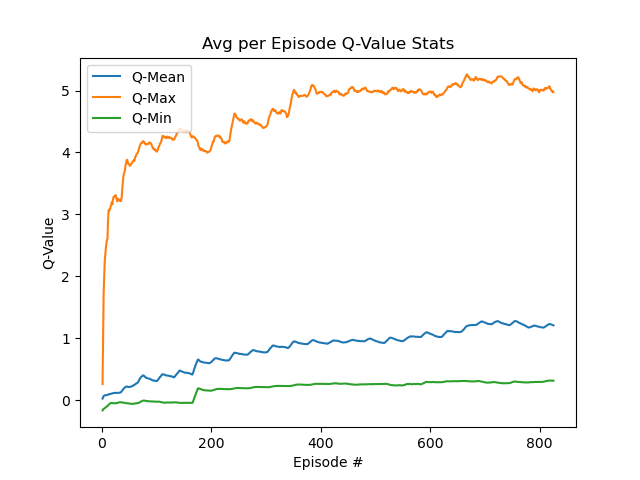 Avg per Episode Q-Value Stats
Q-Mean
Q-Max
Q-Min
Q-Value
5
4
3
2
1
0
0 200 400 600 800
Episode #